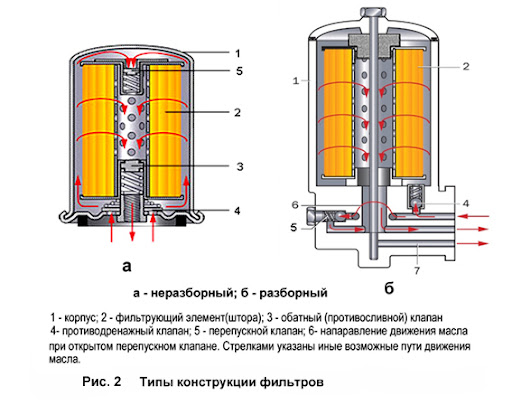 1
5
2
3
4
1
2
6
5
4
7
а
б
а - неразборный; б - разборный
1 - корпус; 2 - фильтрующий элемент(штора); 3 - обатный (противосливной) клапан
4- противодренажный клапан; 5 - перепускной клапан; 6- напаравление движения масла
при открытом перепускном клапане. Стрелками указаны иные возможные пути движения
масла.
Рис. 2 Типы конструкции фильтров